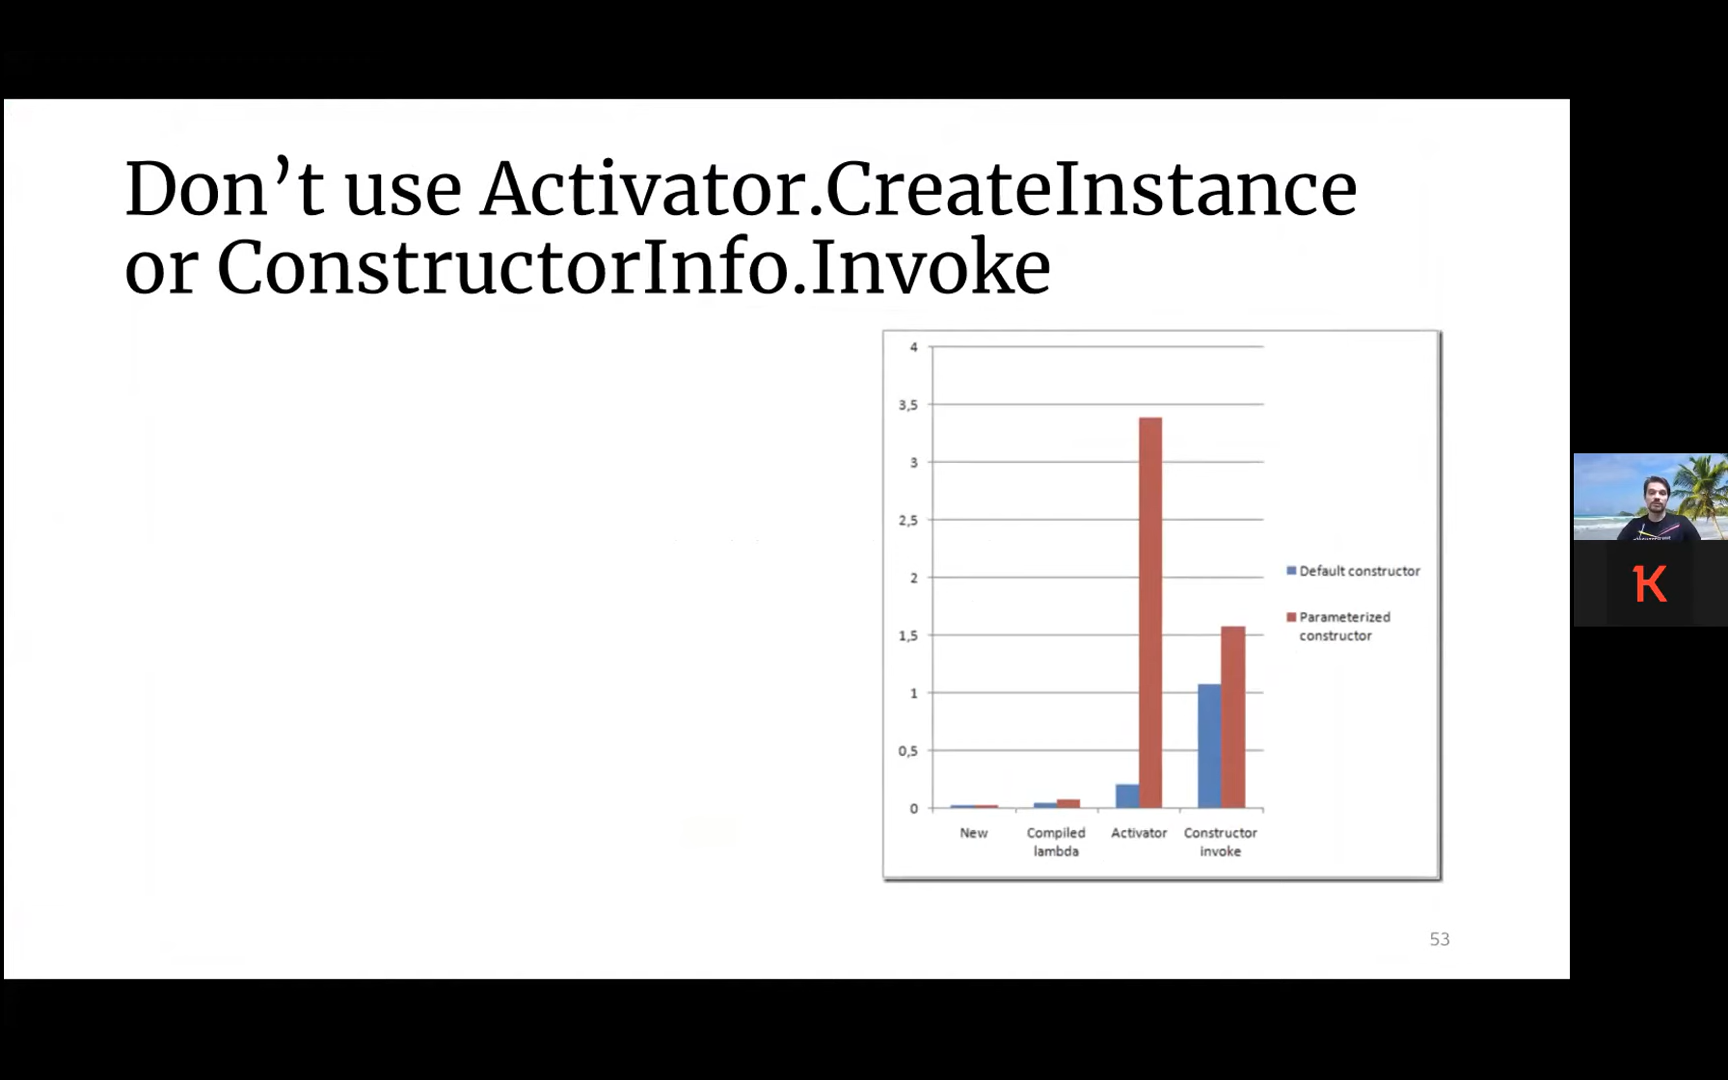 Don’t use Activator.CreateInstance
or ConstructorInfo.Invoke
4
3,5
3
2,5
2
1,5
1
0,5
0
New
Compiled
lambda
Activator
Constructor
invoke
Default constructor
Parameterized
constructor
53
K